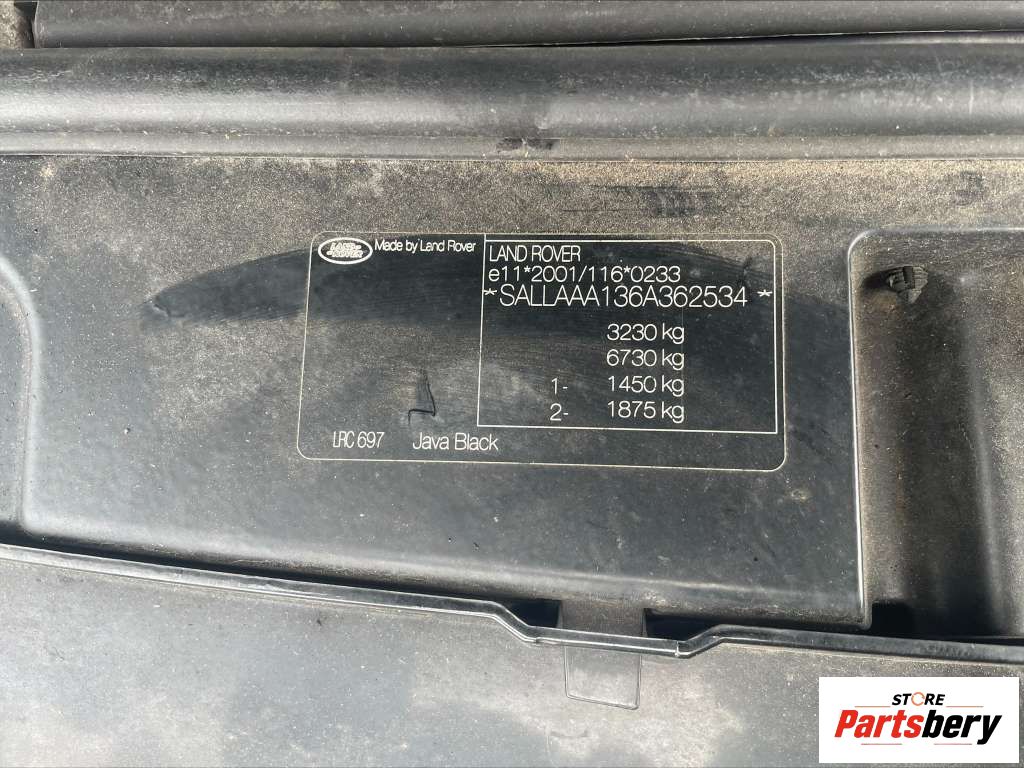 LAND ROVER
Made by Land Rover
LAND ROVER
e11*2001/116*0233
*SALLAAA136A362534 *
3230 kg
6730 kg
1- 1450 kg
2- 1875 kg
LRC 697 Java Black
STORE
Partsbery